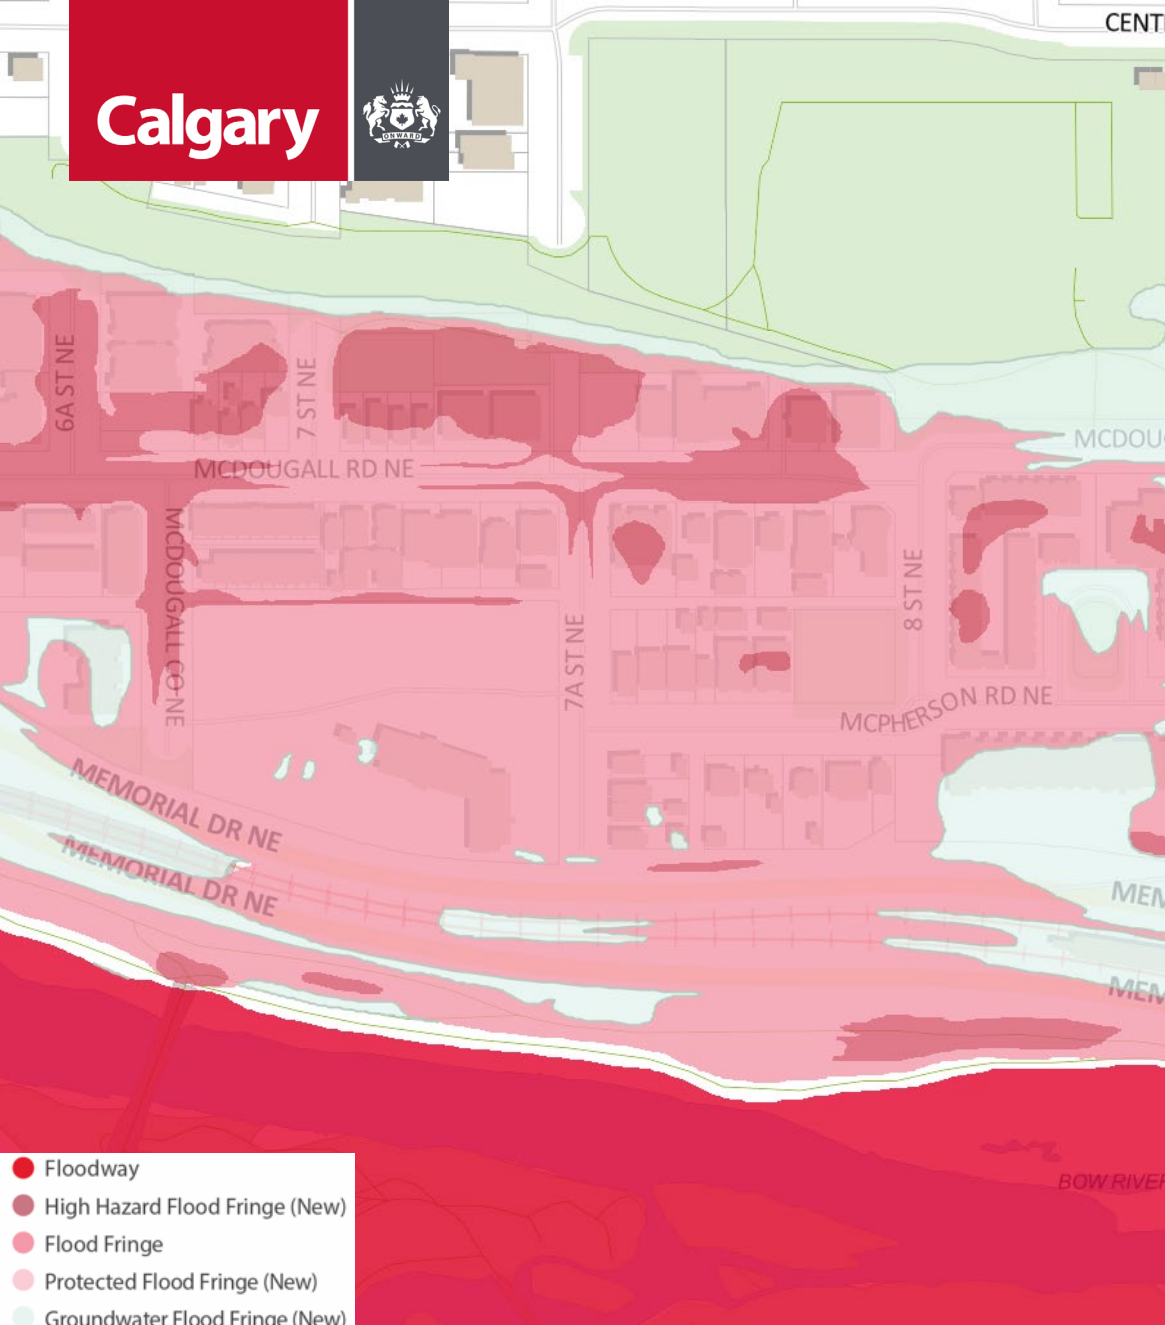 CENT
Calgary
ONWARD
6A ST NE
7 ST NE
MCDOUGALL RD NE
MCDOU
MCDOUGALL CO NE
7A ST NE
8 ST NE
MCPHERSON RD NE
MEMORIAL DR NE
MEMORIAL DR NE
MEM
MEM
BOW RIVER
Floodway
High Hazard Flood Fringe (New)
Flood Fringe
Protected Flood Fringe (New)
Groundwater Flood Fringe (New)